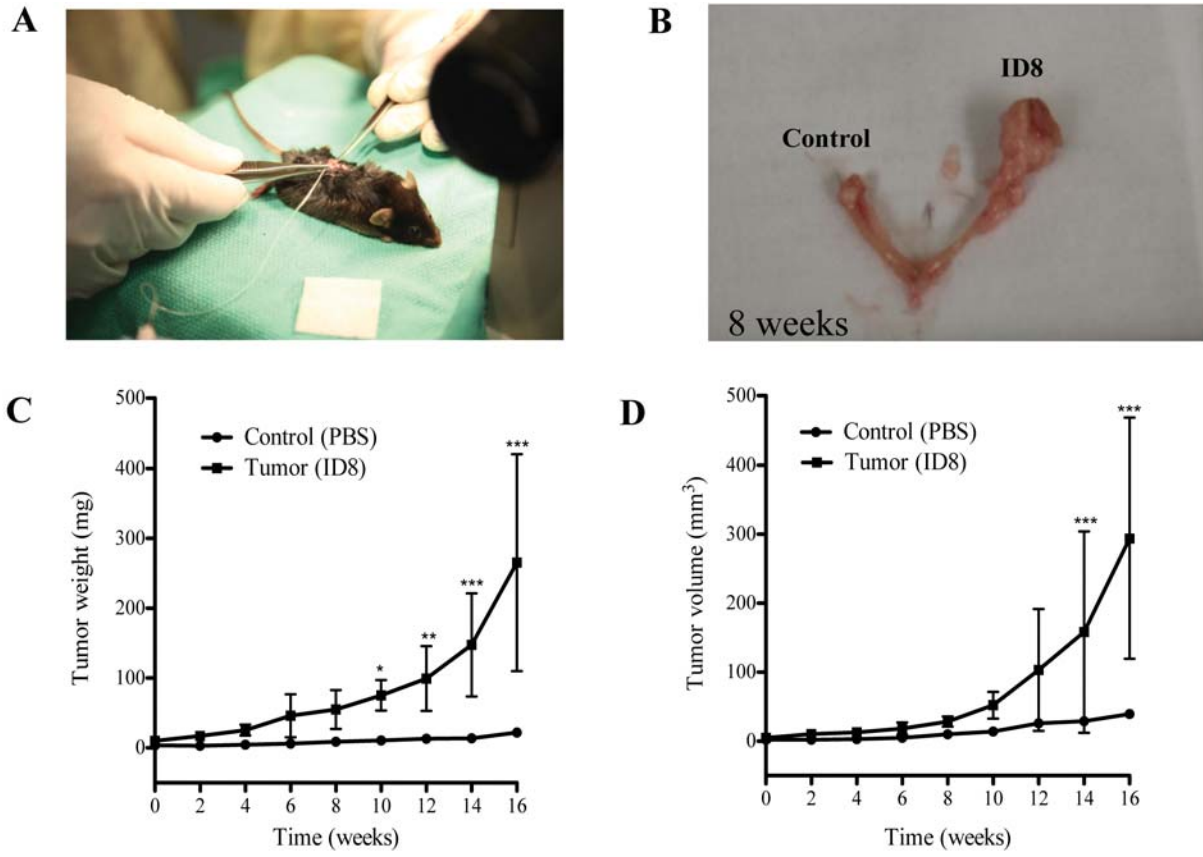 A
B
ID8
Control
8 weeks
C
500
400
300
200
100
0
Tumor weight (mg)
Control (PBS)
Tumor (ID8)
*
**
***
***
0 2 4 6 8 10 12 14 16
Time (weeks)
D
500
400
300
200
100
0
Tumor volume (mm³)
Control (PBS)
Tumor (ID8)
***
***
0 2 4 6 8 10 12 14 16
Time (weeks)